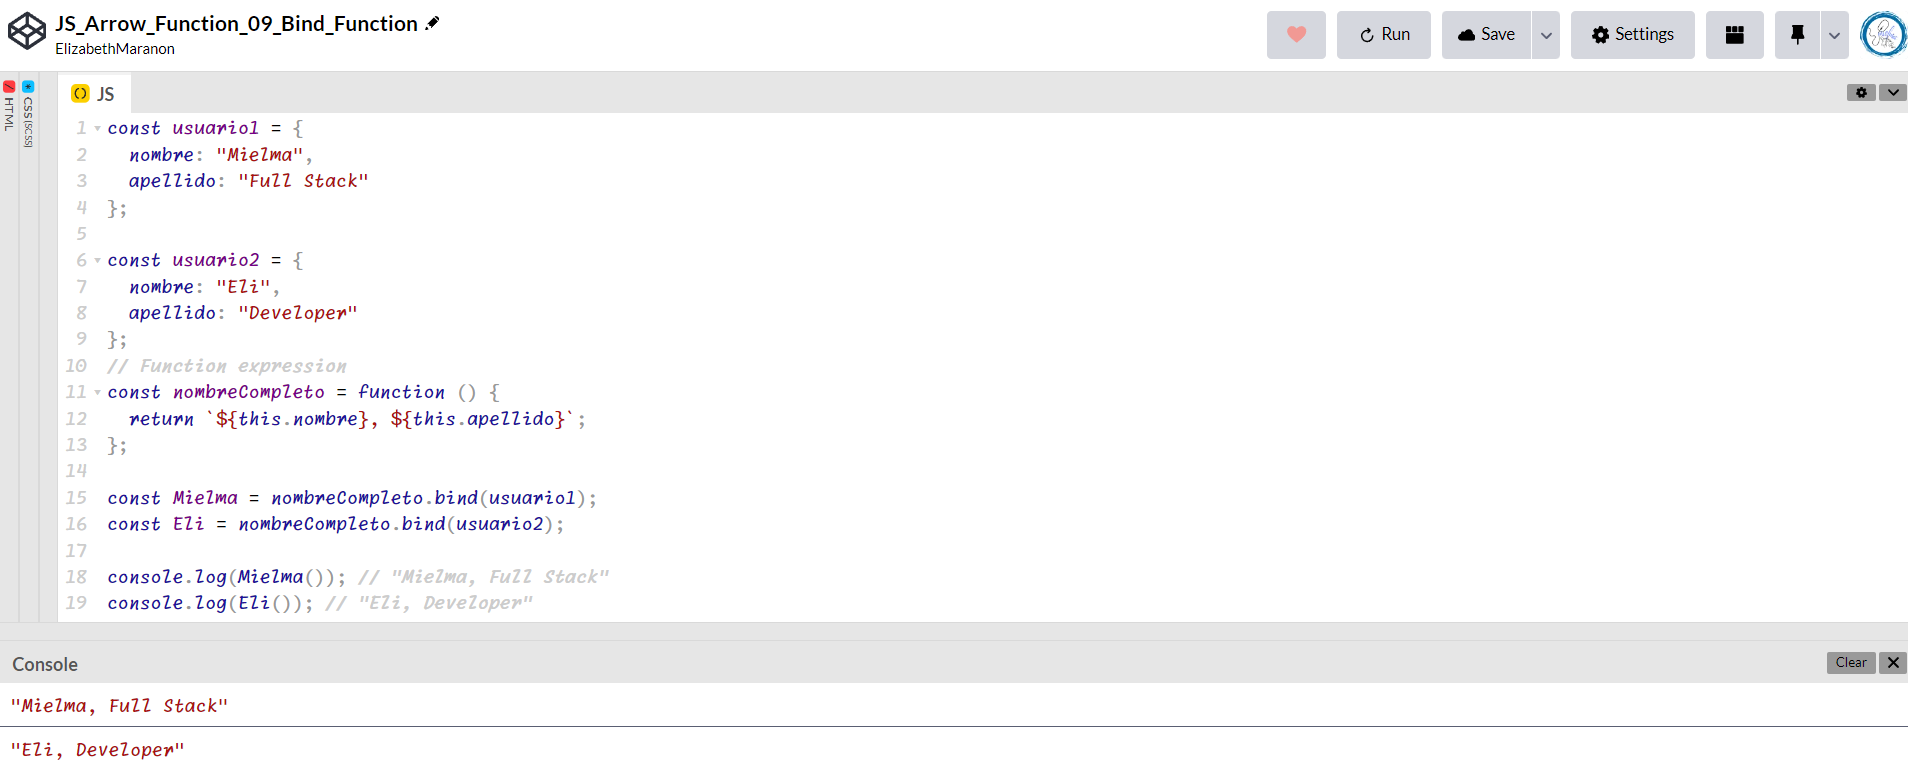 JS_Arrow_Function_09_Bind_Function
ElizabethMaranon
Run
Save
Settings
HTML
CSS (SCSS)
JS
1 const usuario1 = {
2   nombre: "Mielma",
3   apellido: "Full Stack"
4 };
5
6 const usuario2 = {
7   nombre: "Eli",
8   apellido: "Developer"
9 };
10 // Function expression
11 const nombreCompleto = function () {
12   return `${this.nombre}, ${this.apellido}`;
13 };
14
15 const Mielma = nombreCompleto.bind(usuario1);
16 const Eli = nombreCompleto.bind(usuario2);
17
18 console.log(Mielma()); // "Mielma, Full Stack"
19 console.log(Eli()); // "Eli, Developer"
Console
Clear
"Mielma, Full Stack"
"Eli, Developer"